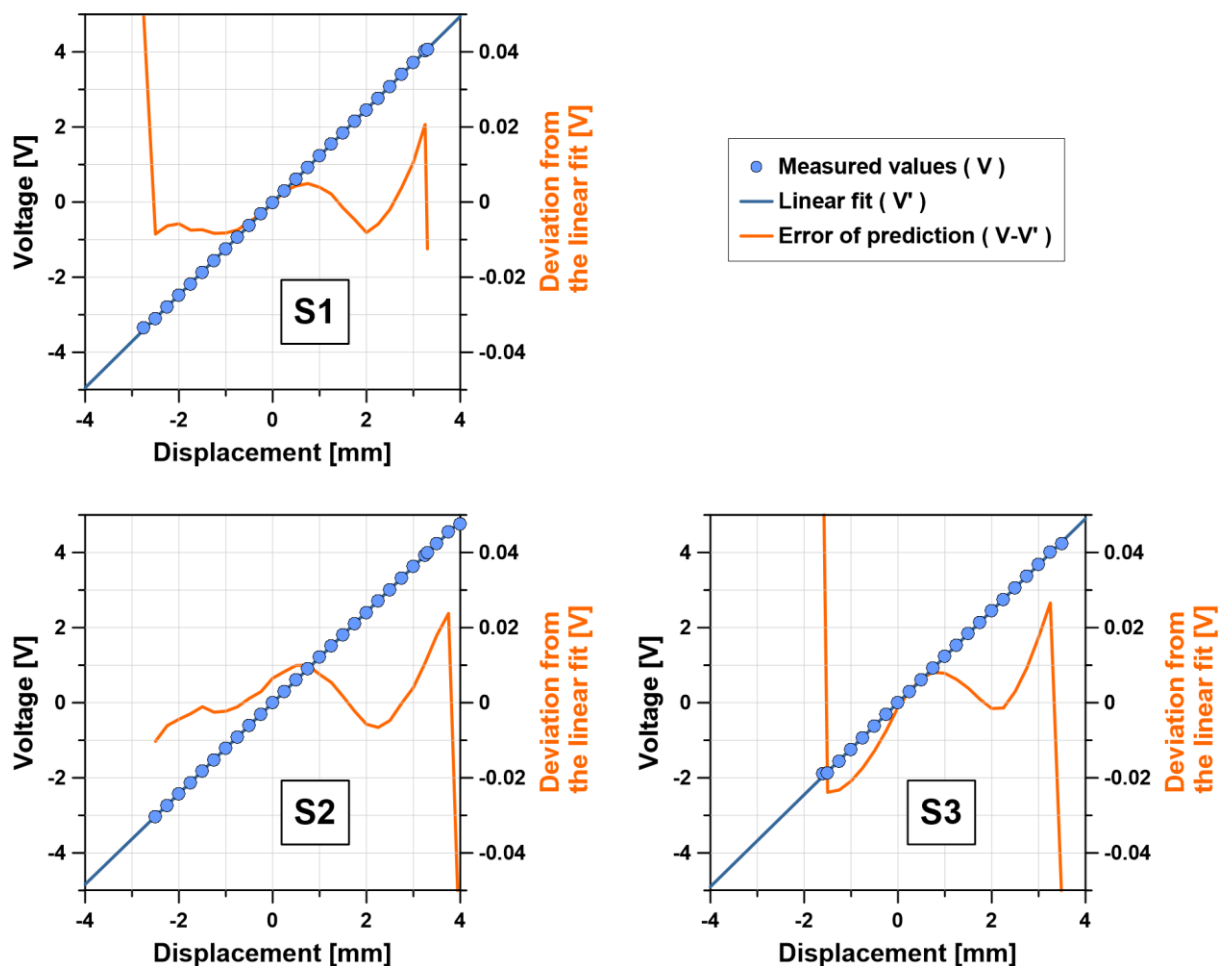 4
2
0
-2
-4
Voltage [V]
0.04
0.02
0
-0.02
-0.04
Deviation from
the linear fit [V]
S1
-4
-2
0
2
4
Displacement [mm]
Measured values ( V )
Linear fit ( V' )
Error of prediction ( V-V' )
4
2
0
-2
-4
Voltage [V]
0.04
0.02
0
-0.02
-0.04
Deviation from
the linear fit [V]
S2
-4
-2
0
2
4
Displacement [mm]
4
2
0
-2
-4
Voltage [V]
0.04
0.02
0
-0.02
-0.04
Deviation from
the linear fit [V]
S3
-4
-2
0
2
4
Displacement [mm]